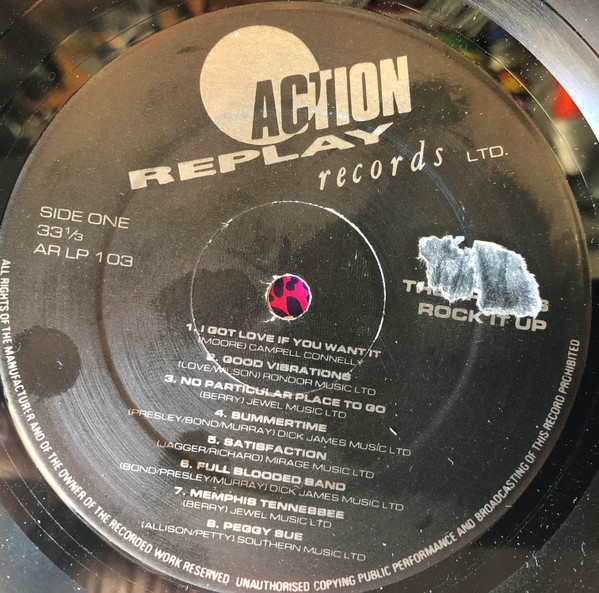 ACTION
REPLAY
records LTD.
SIDE ONE
33 1/3
AR LP 103
ROCK IT UP
1. I GOT LOVE IF YOU WANT IT
(MOORE) CAMPELL CONNELLY
2. GOOD VIBRATIONS
(LOVE/WILSON) RONDOR MUSIC LTD
3. NO PARTICULAR PLACE TO GO
(BERRY) JEWEL MUSIC LTD
4. SUMMERTIME
(PRESLEY/BOND/MURRAY) DICK JAMES MUSIC LTD
5. SATISFACTION
(JAGGER/RICHARD) MIRAGE MUSIC LTD
6. FULL BLOODED BAND
(BOND/PRESLEY/MURRAY) DICK JAMES MUSIC LTD
7. MEMPHIS TENNESSEE
(BERRY) JEWEL MUSIC LTD
8. PEGGY SUE
(ALLISON/PETTY) SOUTHERN MUSIC LTD
ALL RIGHTS OF THE MANUFACTURER AND OF THE OWNER OF THE RECORDED WORK RESERVED · UNAUTHORISED COPYING PUBLIC PERFORMANCE AND BROADCASTING OF THIS RECORD PROHIBITED